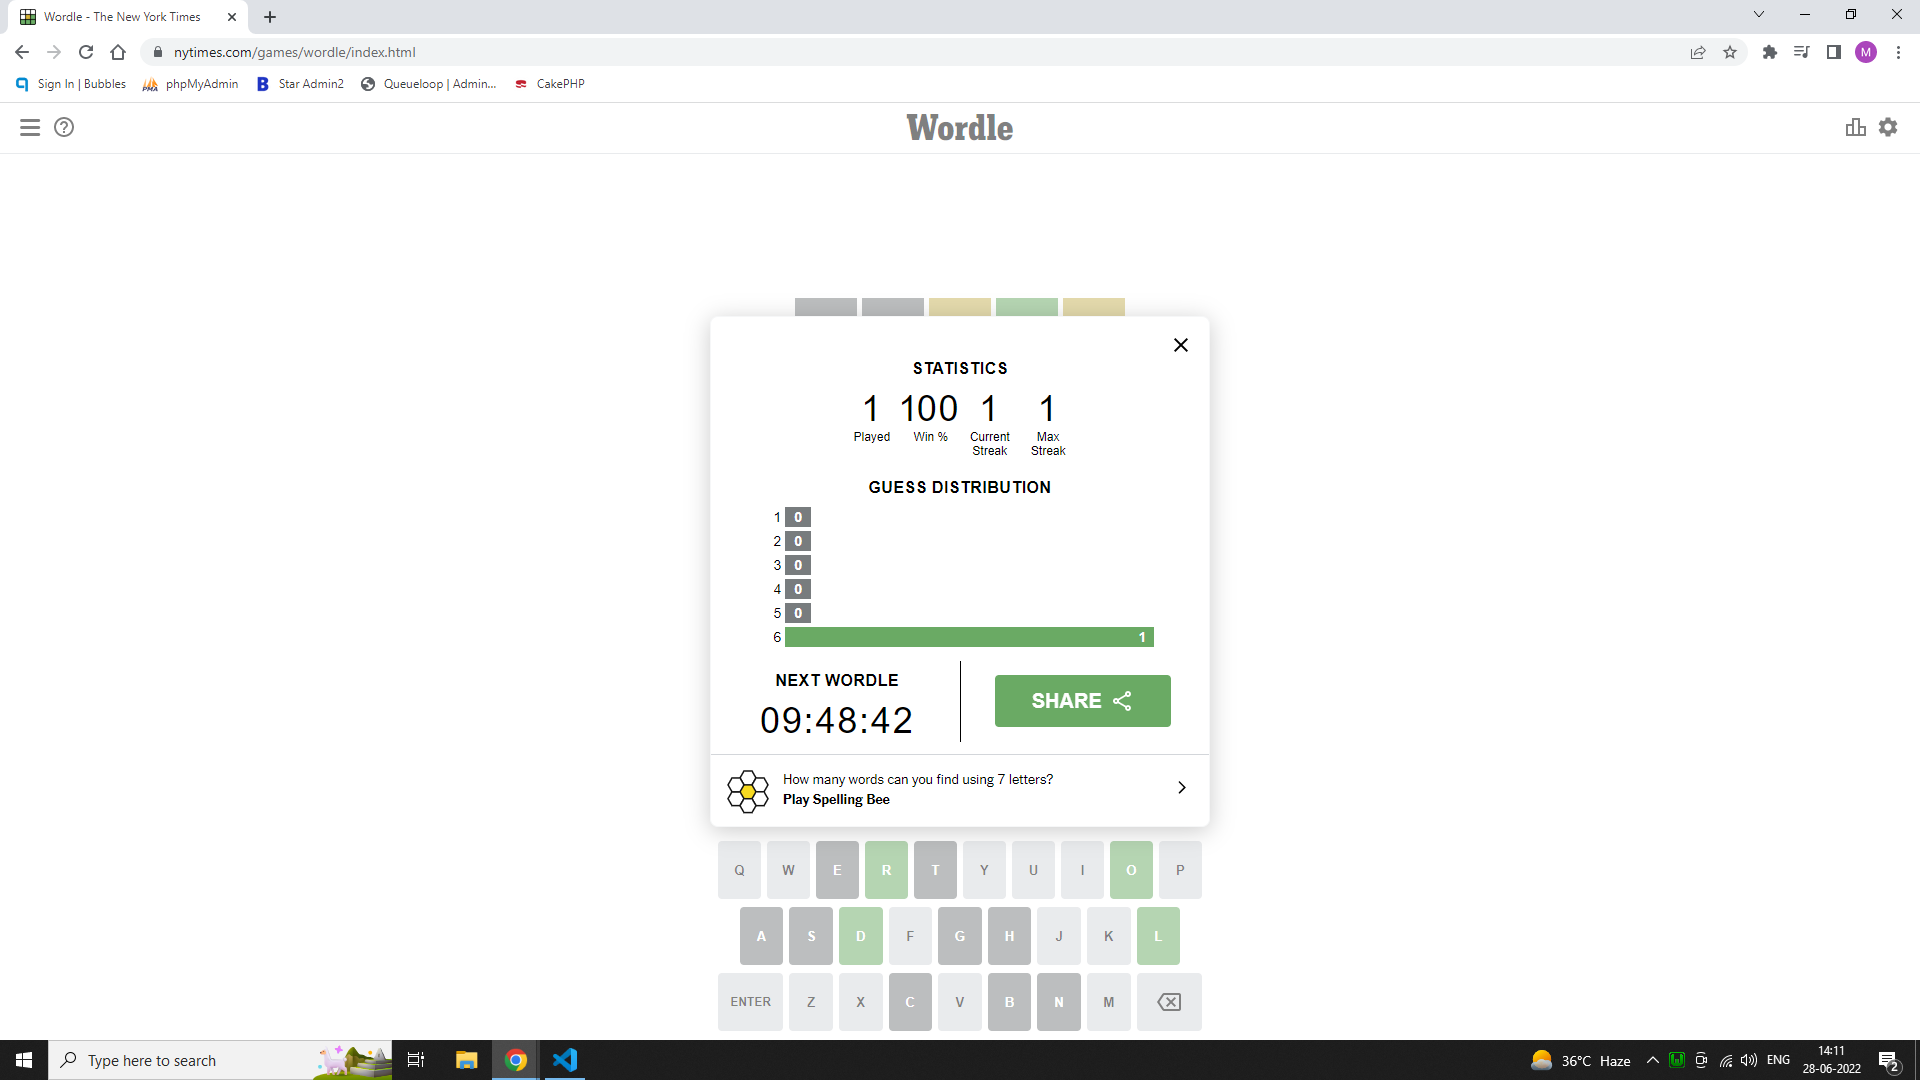 Wordle - The New York Times
nytimes.com/games/wordle/index.html
M
Sign In | Bubbles
phpMyAdmin
Star Admin2
Queueloop | Admin...
CakePHP
Wordle
STATISTICS
1 100 1 1
Played Win % Current Streak Max Streak
GUESS DISTRIBUTION
1 0
2 0
3 0
4 0
5 0
6 1
NEXT WORDLE
09:48:42
SHARE
How many words can you find using 7 letters?
Play Spelling Bee
Q W E R T Y U I O P
A S D F G H J K L
ENTER Z X C V B N M
Type here to search
36°C Haze
ENG
14:11
28-06-2022
2